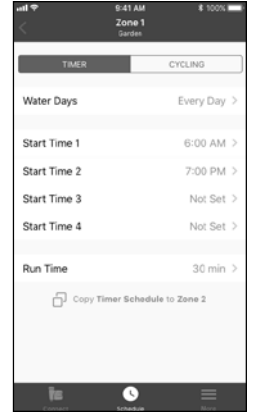 9:41 AM
100%
Zone 1
Garden
TIMER CYCLING
Water Days Every Day
Start Time 1 6:00 AM
Start Time 2 7:00 PM
Start Time 3 Not Set
Start Time 4 Not Set
Run Time 30 min
Copy Timer Schedule to Zone 2
Connect Schedule More